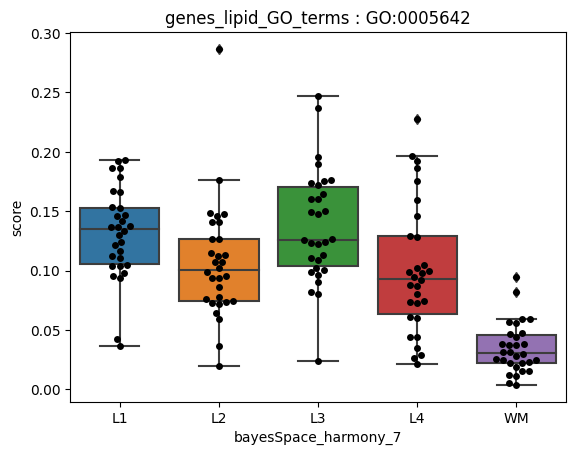 genes_lipid_GO_terms : GO:0005642
0.30
0.25
0.20
0.15
0.10
0.05
0.00
score
L1 L2 L3 L4 WM
bayesSpace_harmony_7